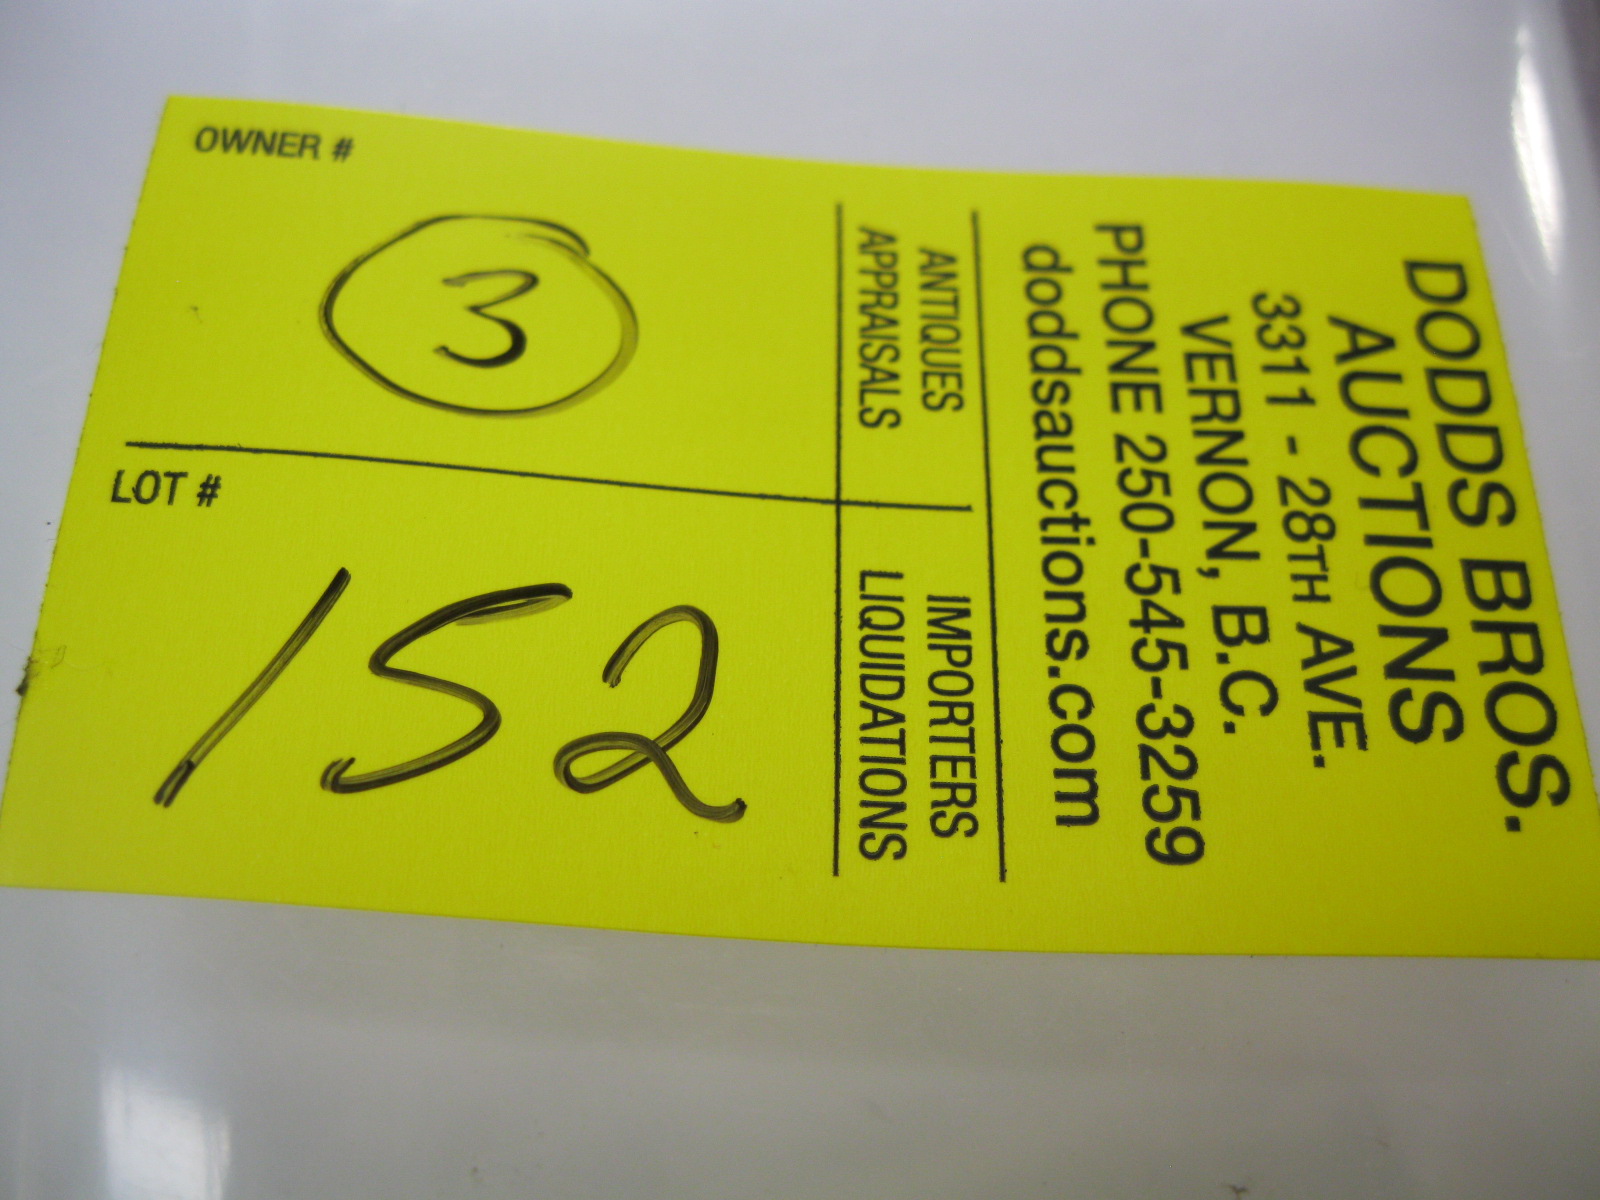 DODDS BROS.
AUCTIONS
3311 - 28TH AVE.
VERNON, B.C.
PHONE 250-545-3259
doddsauctions.com
ANTIQUES
APPRAISALS
IMPORTERS
LIQUIDATIONS
OWNER #
3
LOT #
152